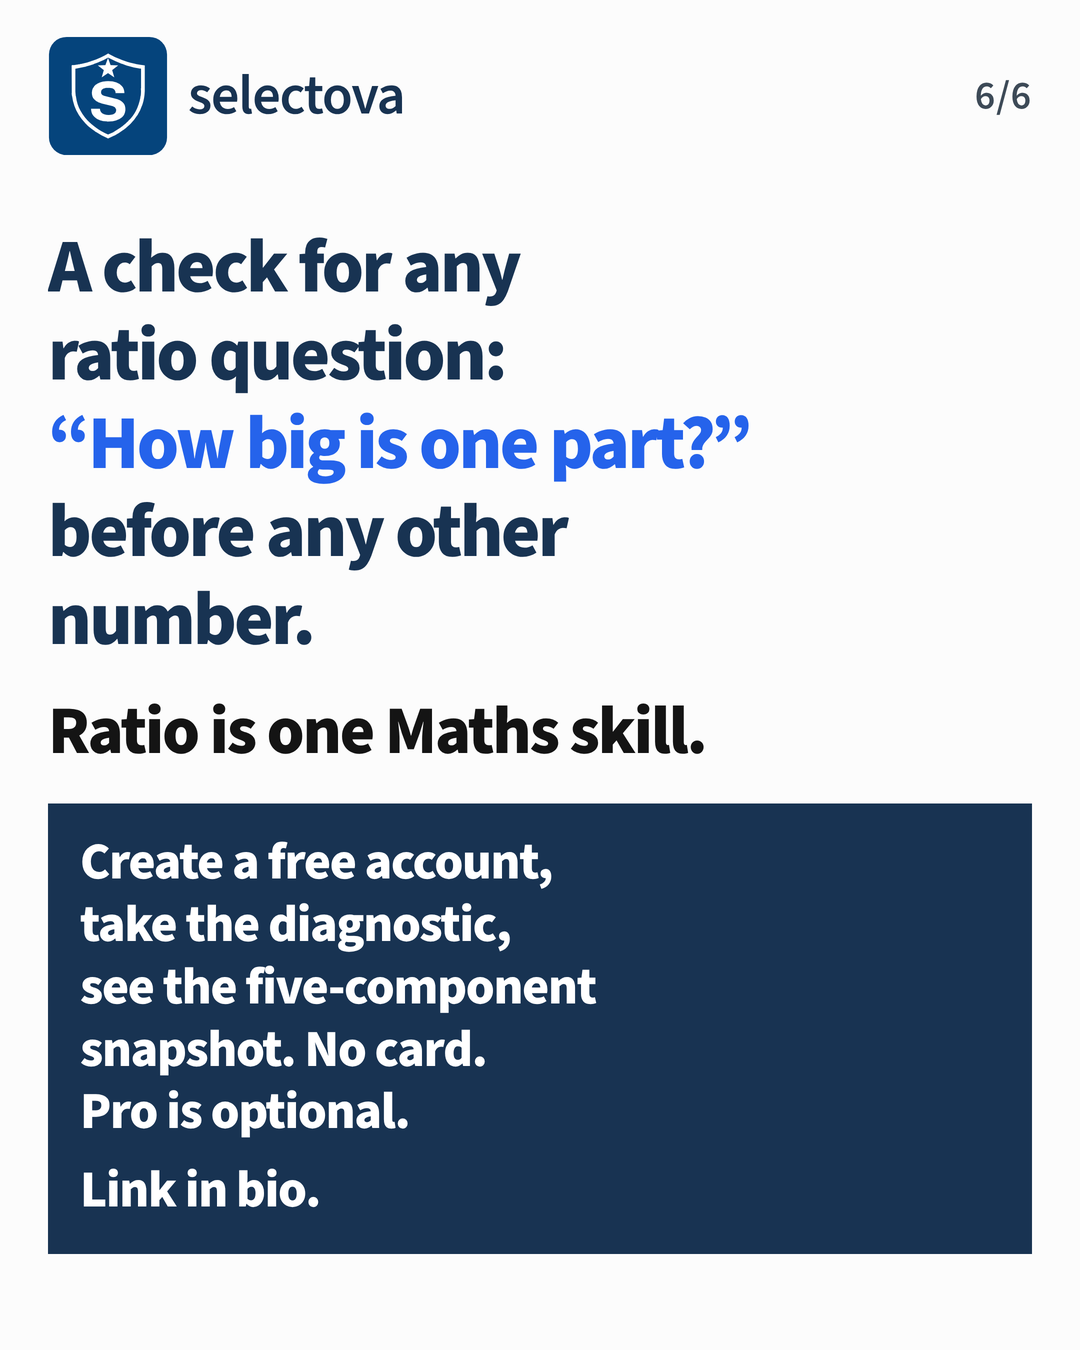 S
selectova
6/6
A check for any
ratio question:
“How big is one part?”
before any other
number.
Ratio is one Maths skill.
Create a free account,
take the diagnostic,
see the five-component
snapshot. No card.
Pro is optional.
Link in bio.